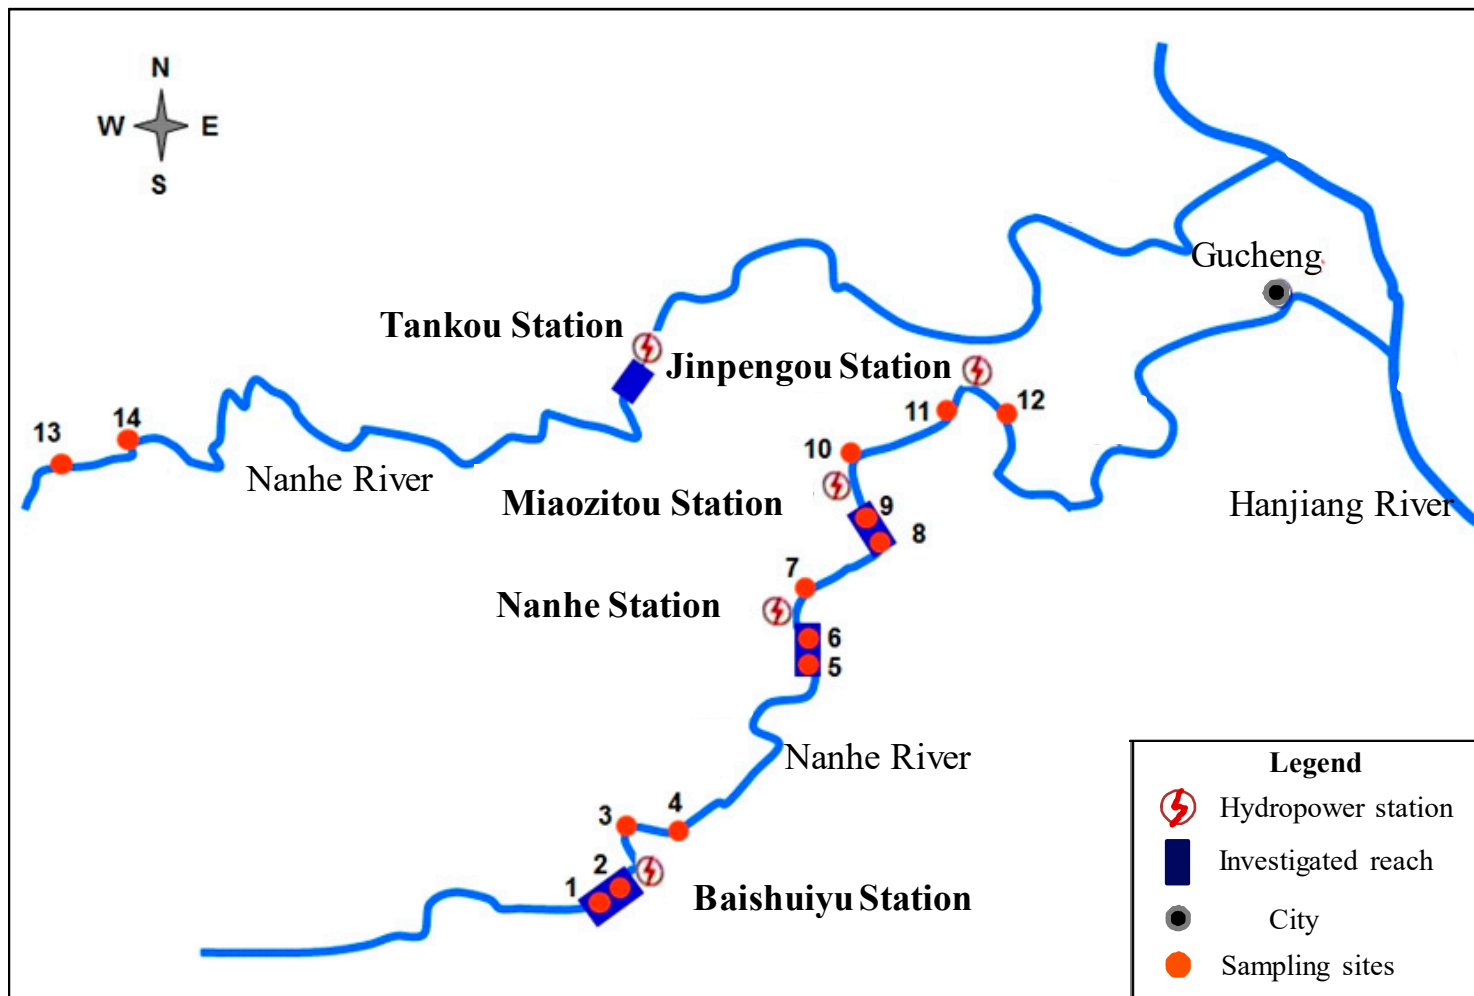 N
W E
S
Gucheng
Tankou Station
Jinpengou Station
11
12
13
14
10
Nanhe River
Miaozitou Station
9
Hanjiang River
8
7
Nanhe Station
6
5
Nanhe River
3
4
2
1
Baishuiyu Station
Legend
Hydropower station
Investigated reach
City
Sampling sites